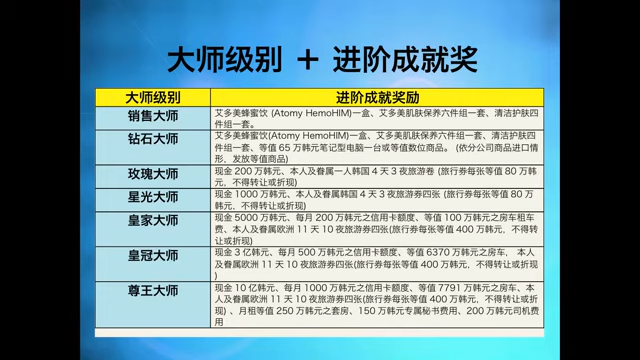 大师级别 ＋ 进阶成就奖
大师级别
进阶成就奖励
销售大师
艾多美蜂蜜饮 (Atomy HemoHIM)一盒、艾多美肌肤保养六件组一套、清洁护肤四
件组一套。
钻石大师
艾多美蜂蜜饮(Atomy HemoHIM)一盒、艾多美肌肤保养六件组一套、清洁护肤四
件组一套、等值 65 万韩元笔记型电脑一台或等值数位商品。 (依分公司商品进口情
形，发放等值商品)
玫瑰大师
现金 200 万韩元、本人及眷属一人韩国 4 天 3 夜旅游卷 (旅行券每张等值 80 万韩
元，不得转让或折现)
星光大师
现金 1000 万韩元、本人及眷属韩国 4 天 3 夜旅游券四张 (旅行券每张等值 80 万
韩元，不得转让或折现)
皇家大师
现金 5000 万韩元、每月 200 万韩元之信用卡额度、等值 100 万韩元之房车租车
费、本人及眷属欧洲 11 天 10 夜旅游券四张(旅行券每张等值 400 万韩元，不得转
让或折现)
皇冠大师
现金 3 亿韩元、每月 500 万韩元之信用卡额度、等值 6370 万韩元之房车， 本人
及眷属欧洲 11 天 10 夜旅游券四张(旅行券每张等值 400 万韩元，不得转让或折现
)
尊王大师
现金 10 亿韩元、每月 1000 万韩元之信用卡额度、等值 7791 万韩元之房车、本
人及眷属欧洲 11 天 10 夜旅游券四张(旅行券每张等值 400 万韩元，不得转让或折
现) 、月租等值 250 万韩元之套房、150 万韩元专属秘书费用、200 万韩元司机费
用